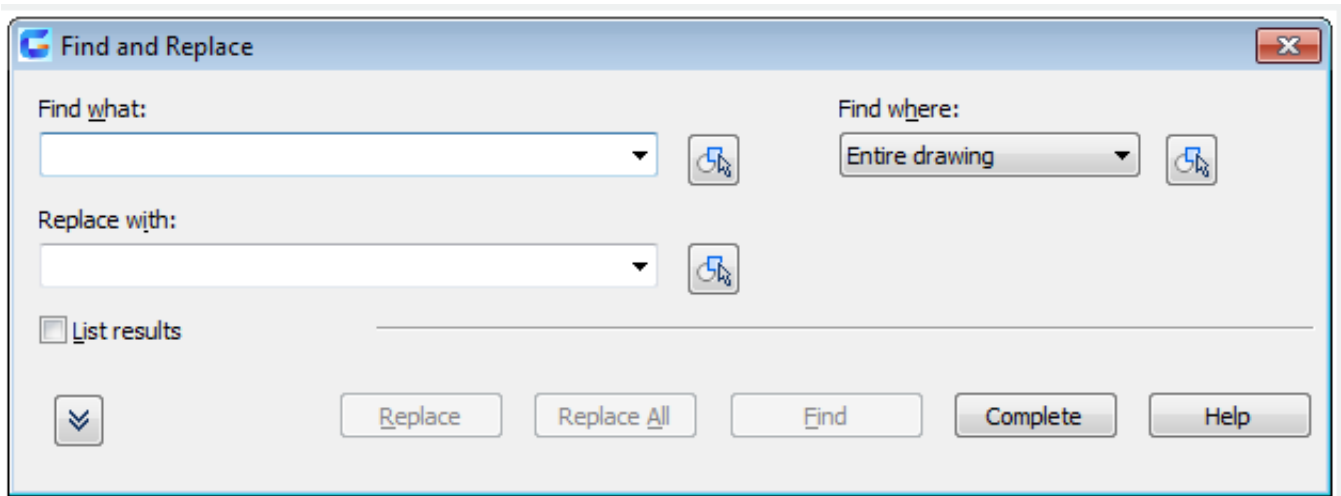 Find and Replace
Find what:
Find where:
Entire drawing
Replace with:
List results
Replace
Replace All
Find
Complete
Help